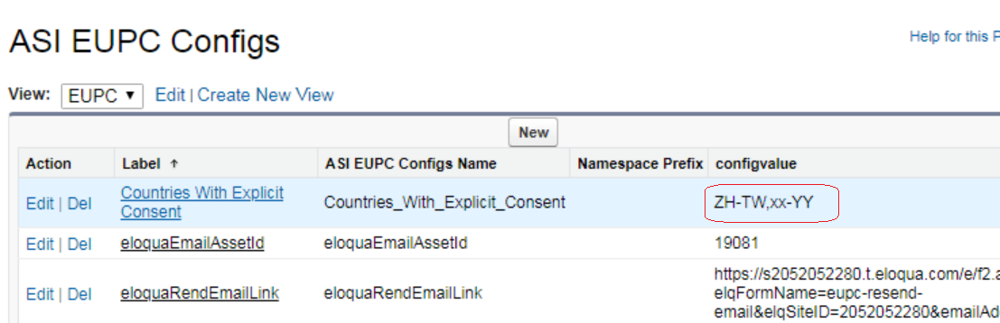 ASI EUPC Configs
Help for this P
View: EUPC ▼ Edit | Create New View
New
Action Label ↑ ASI EUPC Configs Name Namespace Prefix configvalue
Edit | Del Countries With Explicit Consent Countries_With_Explicit_Consent ZH-TW,xx-YY
Edit | Del eloquaEmailAssetId eloquaEmailAssetId 19081
Edit | Del eloquaRendEmailLink eloquaRendEmailLink https://s2052052280.t.eloqua.com/e/f2.a
elqFormName=eupc-resend-
email&elqSiteID=2052052280&emailAd